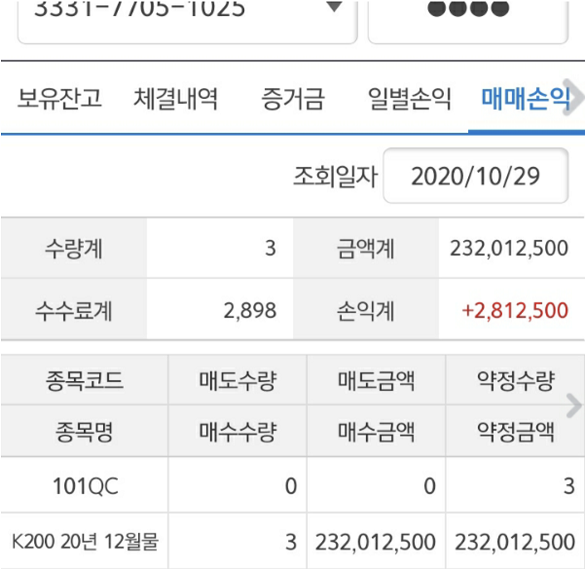 3331-7705-1025
보유잔고 체결내역 증거금 일별손익 매매손익
조회일자 2020/10/29
수량계 3 금액계 232,012,500
수수료계 2,898 손익계 +2,812,500
종목코드 매도수량 매도금액 약정수량
종목명 매수수량 매수금액 약정금액
101QC 0 0 3
K200 20년 12월물 3 232,012,500 232,012,500